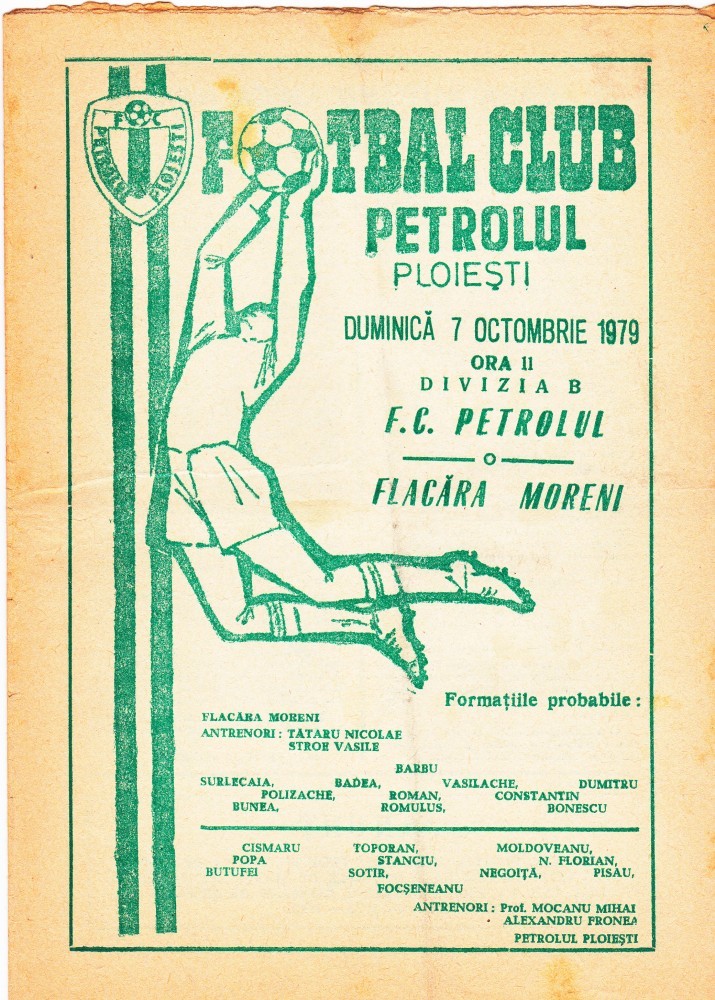 F C
PETROLUL PLOIEȘTI
FOTBAL CLUB
PETROLUL
PLOIEȘTI
DUMINICĂ 7 OCTOMBRIE 1979
ORA 11
DIVIZIA B
F.C. PETROLUL
FLACĂRA MORENI
Formațiile probabile :
FLACĂRA MORENI
ANTRENORI : TĂTARU NICOLAE
STROE VASILE
BARBU
SURLECAIA, BADEA, VASILACHE, DUMITRU
POLIZACHE, ROMAN, CONSTANTIN
BUNEA, ROMULUS, BONESCU
CISMARU TOPORAN, MOLDOVEANU,
POPA STANCIU, N. FLORIAN,
BUTUFEI SOTIR, NEGOIȚĂ, PISĂU,
FOCȘENEANU
ANTRENORI : Prof. MOCANU MIHAI
ALEXANDRU FRONEA
PETROLUL PLOIEȘTI